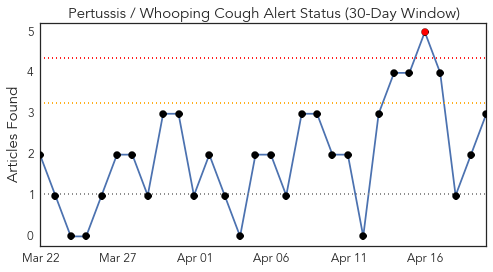 Pertussis / Whooping Cough Alert Status (30-Day Window)
Articles Found
5
4
3
2
1
0
Mar 22 Mar 27 Apr 01 Apr 06 Apr 11 Apr 16